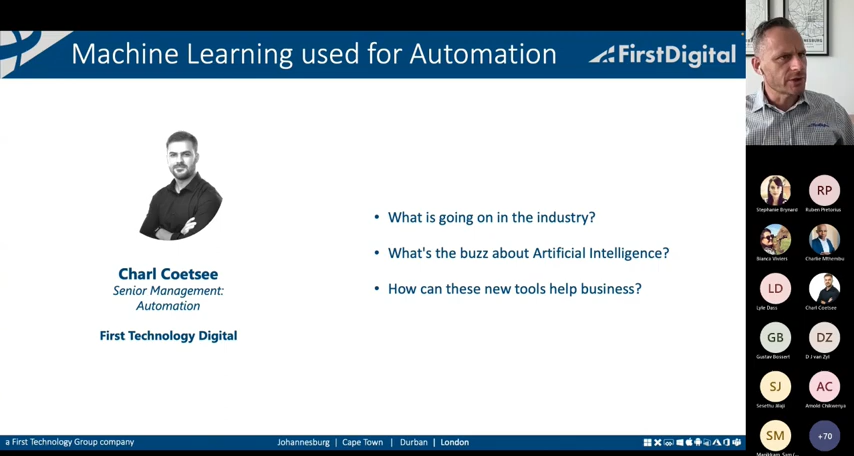 Machine Learning used for Automation
FirstDigital
Charl Coetsee
Senior Management:
Automation
First Technology Digital
• What is going on in the industry?
• What's the buzz about Artificial Intelligence?
• How can these new tools help business?
a First Technology Group company
Johannesburg | Cape Town | Durban | London
RP
Stephanie Brynard
Ruben Pretorius
Bianca Viviers
Charlie Mthembu
LD
Lyle Dass
Charl Coetsee
GB
DZ
Gustav Bossert
D J van Zyl
SJ
AC
Arnold Chikwenya
SM
+70